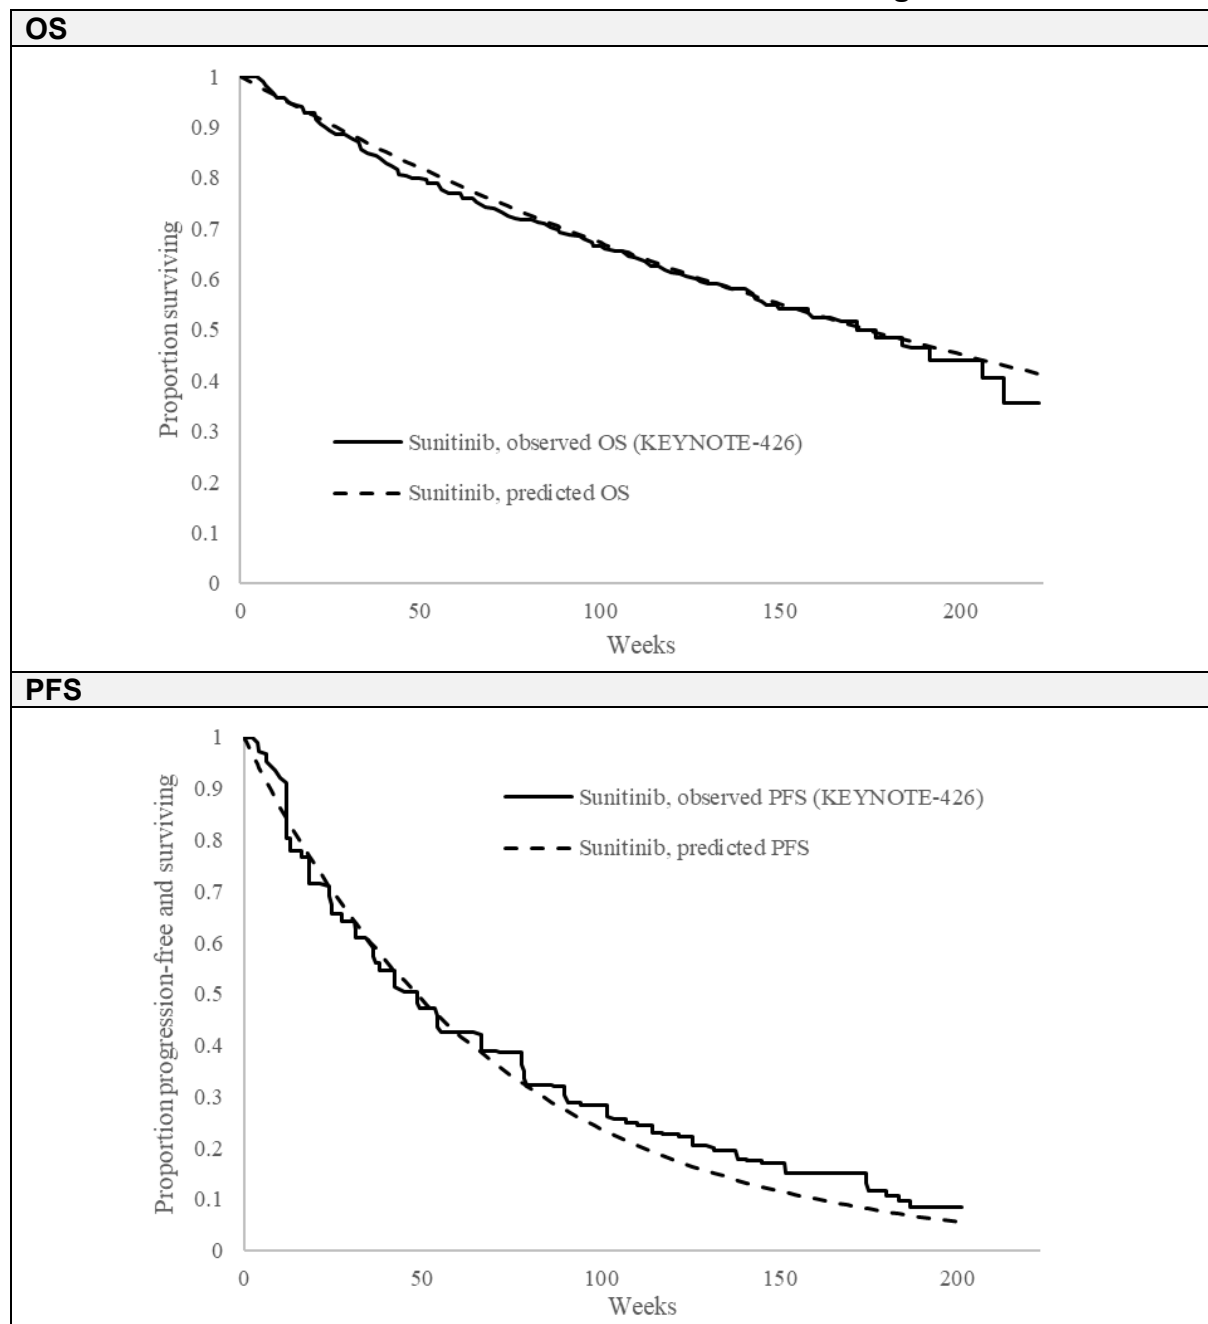 OS
1
0.9
0.8
0.7
0.6
0.5
0.4
0.3
0.2
0.1
0
Proportion surviving
Sunitinib, observed OS (KEYNOTE-426)
Sunitinib, predicted OS
0 50 100 150 200
Weeks
PFS
1
0.9
0.8
0.7
0.6
0.5
0.4
0.3
0.2
0.1
0
Proportion progression-free and surviving
Sunitinib, observed PFS (KEYNOTE-426)
Sunitinib, predicted PFS
0 50 100 150 200
Weeks